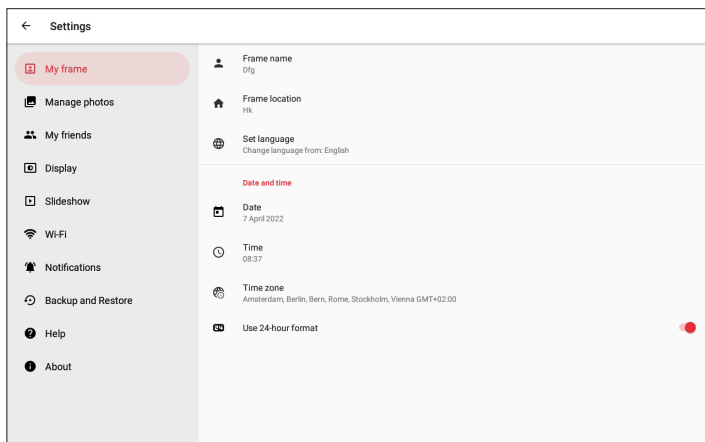 Settings
My frame
Manage photos
My friends
Display
Slideshow
Wi-Fi
Notifications
Backup and Restore
Help
About
Frame name
Dfg
Frame location
Hk
Set language
Change language from: English
Date and time
Date
7 April 2022
Time
08:37
Time zone
Amsterdam, Berlin, Bern, Rome, Stockholm, Vienna GMT+02:00
24
Use 24-hour format